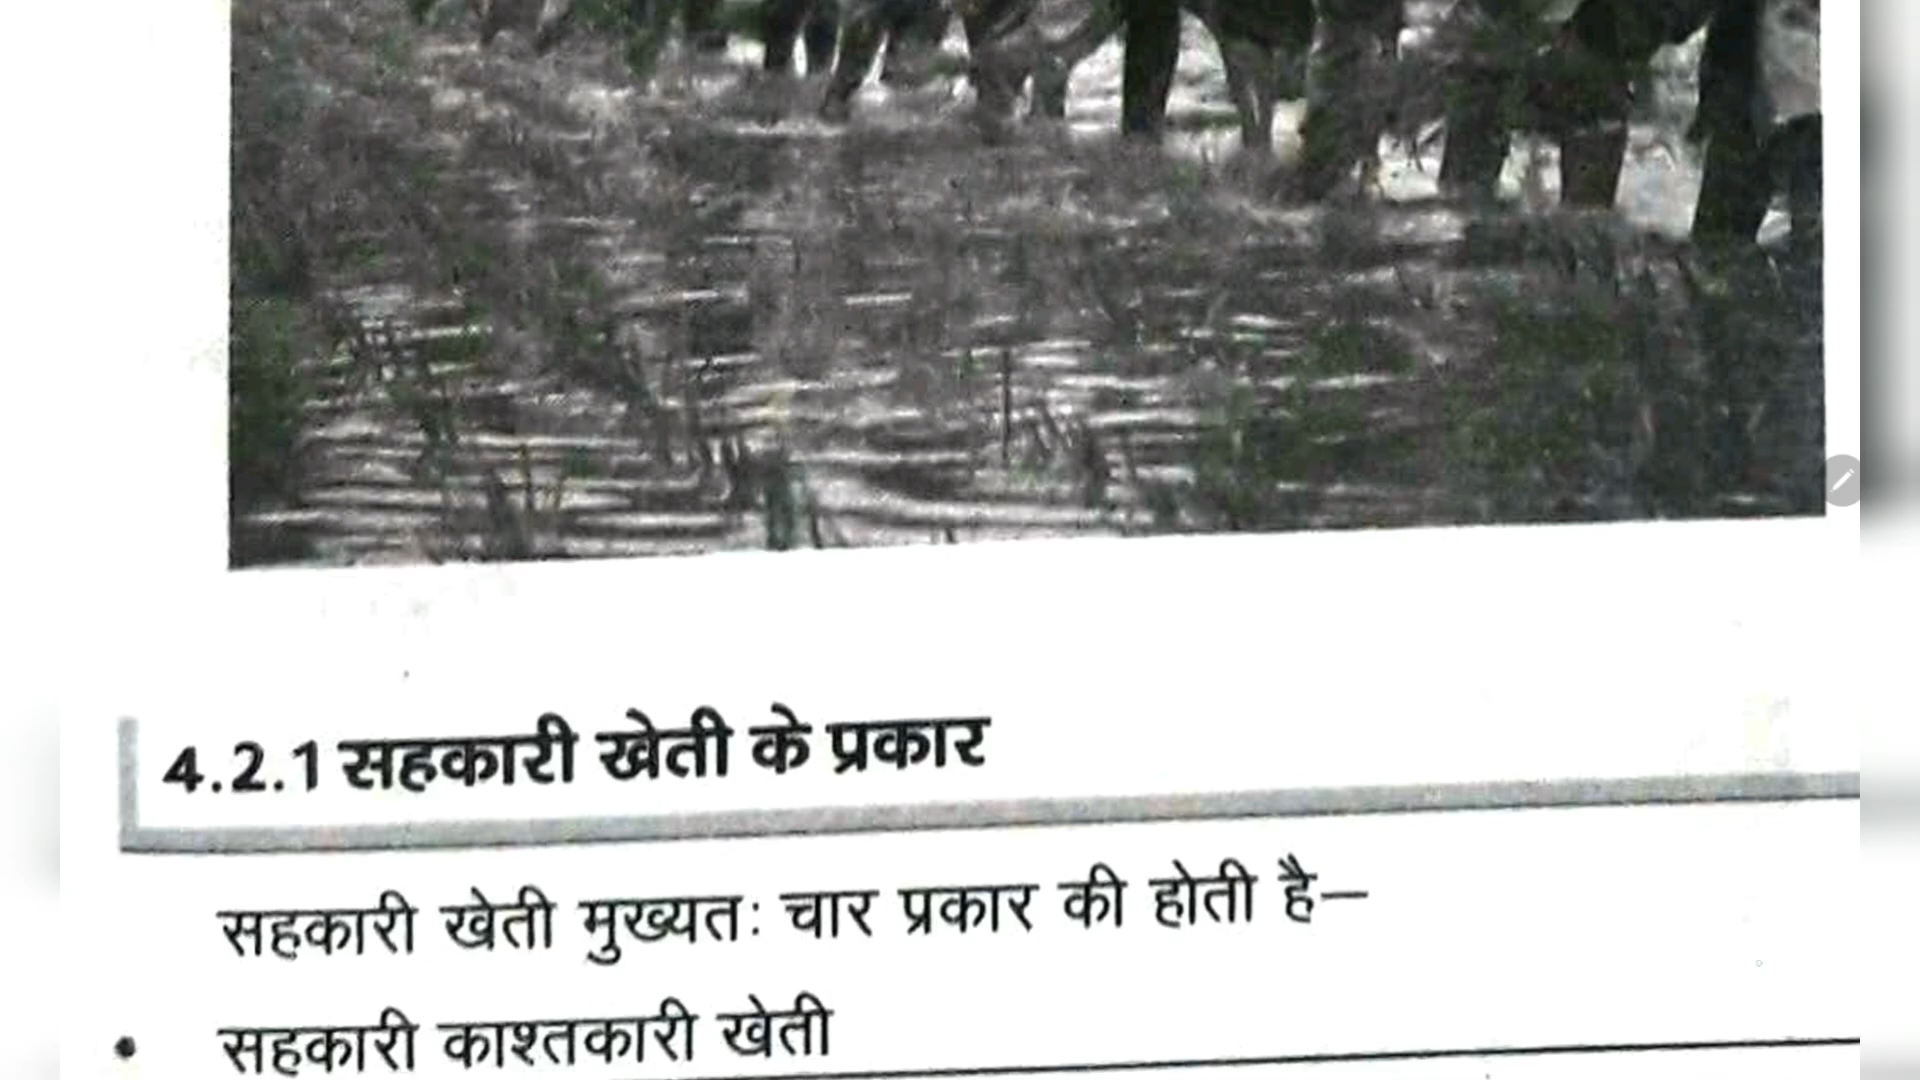 4.2.1 सहकारी खेती के प्रकार
सहकारी खेती मुख्यतः चार प्रकार की होती है—
• सहकारी काश्तकारी खेती